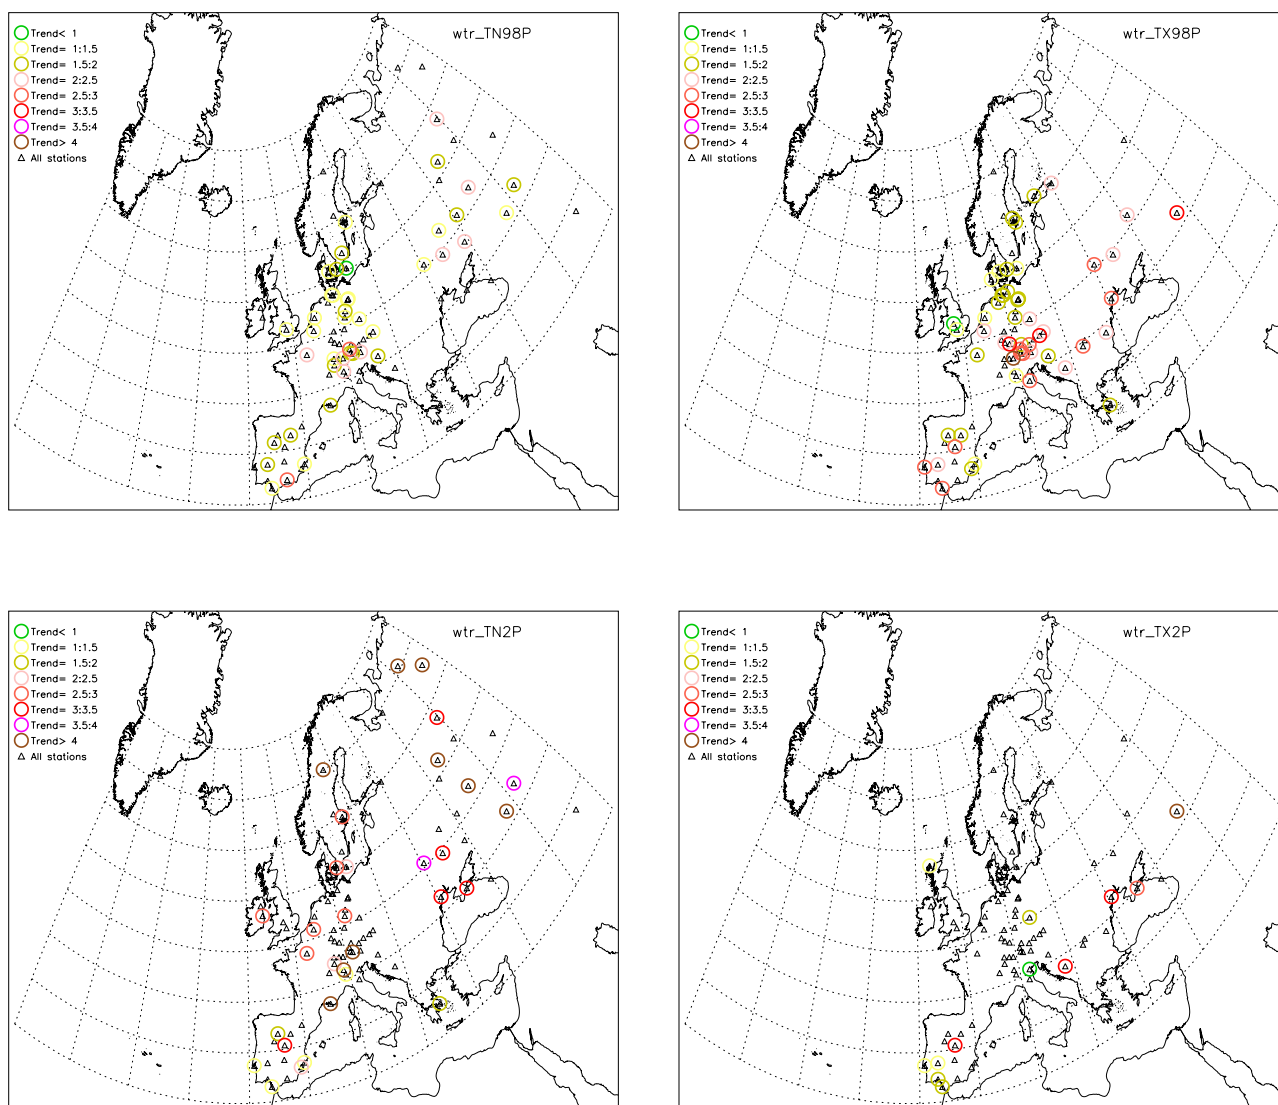 wtr_TN98P
Trend< 1
Trend= 1:1.5
Trend= 1.5:2
Trend= 2:2.5
Trend= 2.5:3
Trend= 3:3.5
Trend= 3.5:4
Trend> 4
All stations
wtr_TX98P
Trend< 1
Trend= 1:1.5
Trend= 1.5:2
Trend= 2:2.5
Trend= 2.5:3
Trend= 3:3.5
Trend= 3.5:4
Trend> 4
All stations
wtr_TN2P
Trend< 1
Trend= 1:1.5
Trend= 1.5:2
Trend= 2:2.5
Trend= 2.5:3
Trend= 3:3.5
Trend= 3.5:4
Trend> 4
All stations
wtr_TX2P
Trend< 1
Trend= 1:1.5
Trend= 1.5:2
Trend= 2:2.5
Trend= 2.5:3
Trend= 3:3.5
Trend= 3.5:4
Trend> 4
All stations